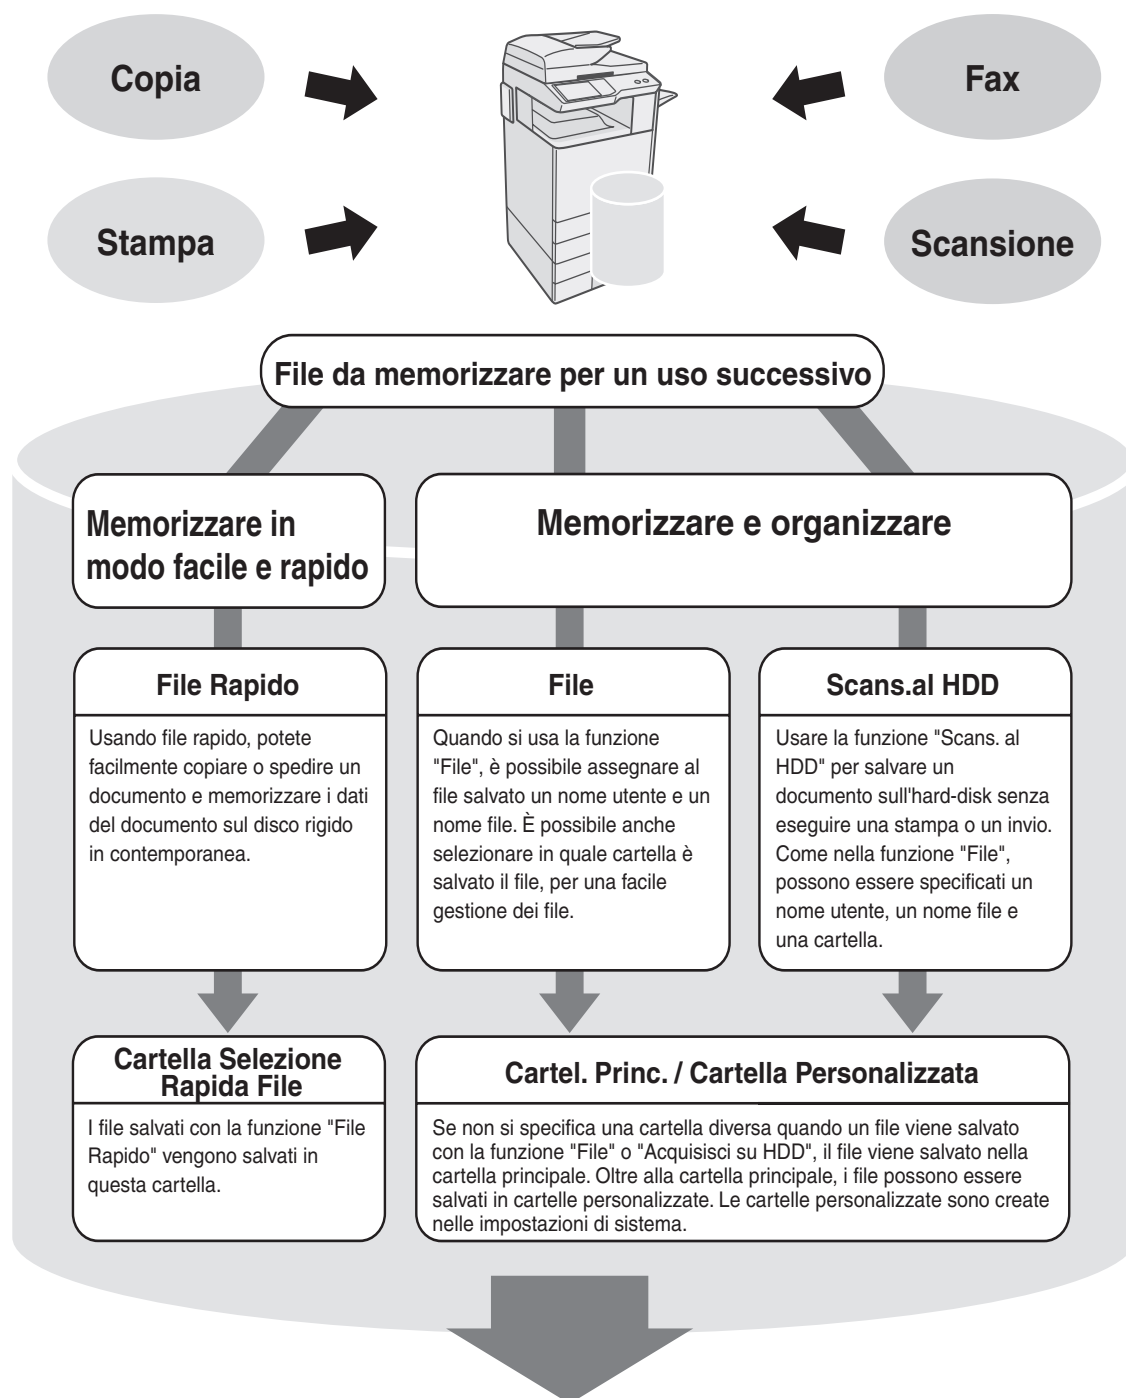 Copia
Fax
Stampa
Scansione
File da memorizzare per un uso successivo
Memorizzare in
modo facile e rapido
Memorizzare e organizzare
File Rapido
Usando file rapido, potete
facilmente copiare o spedire un
documento e memorizzare i dati
del documento sul disco rigido
in contemporanea.
File
Quando si usa la funzione
"File", è possibile assegnare al
file salvato un nome utente e un
nome file. È possibile anche
selezionare in quale cartella è
salvato il file, per una facile
gestione dei file.
Scans.al HDD
Usare la funzione "Scans. al
HDD" per salvare un
documento sull'hard-disk senza
eseguire una stampa o un invio.
Come nella funzione "File",
possono essere specificati un
nome utente, un nome file e
una cartella.
Cartella Selezione
Rapida File
I file salvati con la funzione "File
Rapido" vengono salvati in
questa cartella.
Cartel. Princ. / Cartella Personalizzata
Se non si specifica una cartella diversa quando un file viene salvato
con la funzione "File" o "Acquisisci su HDD", il file viene salvato nella
cartella principale. Oltre alla cartella principale, i file possono essere
salvati in cartelle personalizzate. Le cartelle personalizzate sono create
nelle impostazioni di sistema.